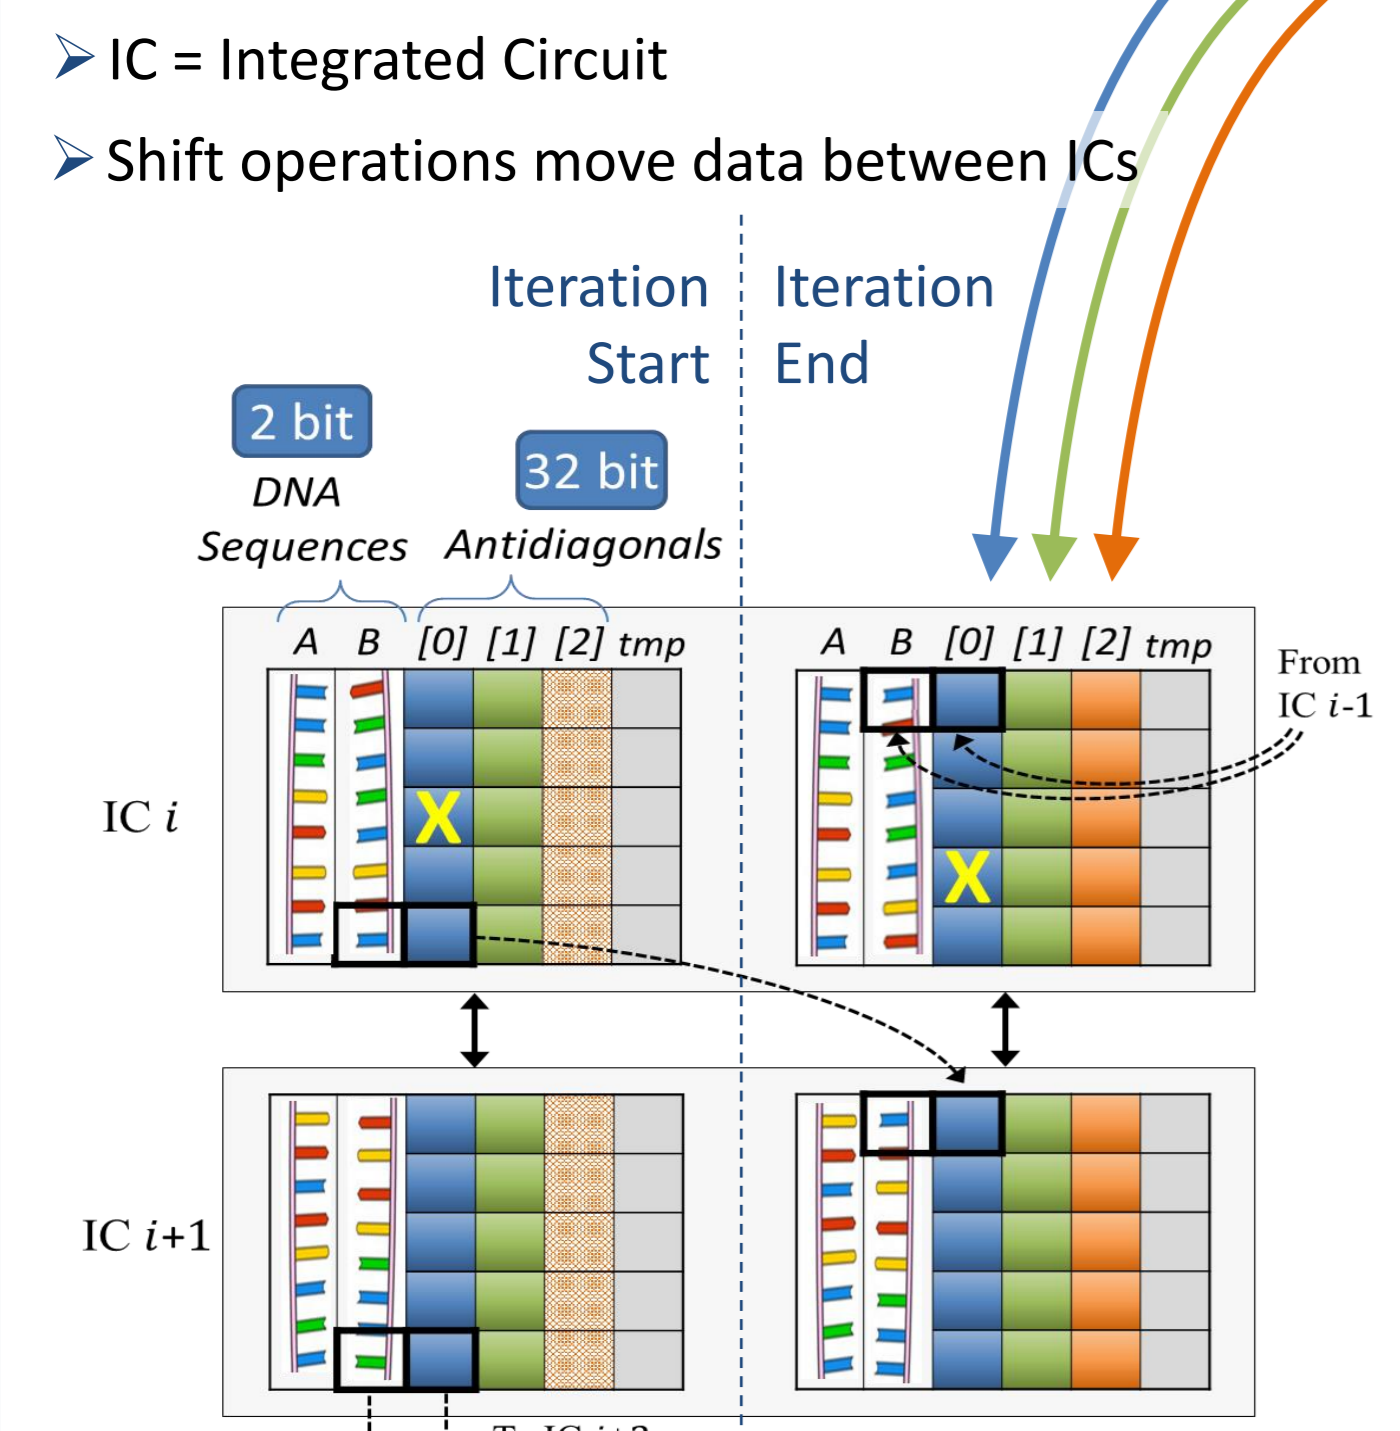 IC = Integrated Circuit
Shift operations move data between ICs
Iteration Start
Iteration End
2 bit
DNA Sequences
32 bit
Antidiagonals
A B [0] [1] [2] tmp
A B [0] [1] [2] tmp
From
IC i-1
IC i
X
X
IC i+1